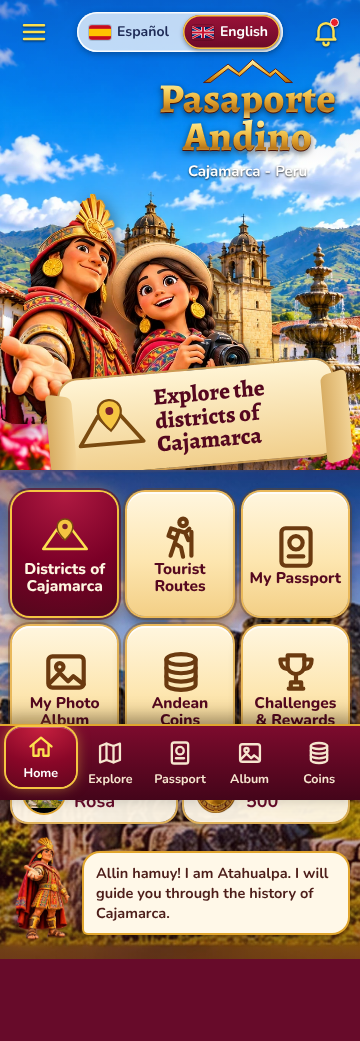 Español
English
Pasaporte
Andino
Cajamarca - Peru
Explore the
districts of
Cajamarca
Districts of
Cajamarca
Tourist
Routes
My Passport
My Photo
Album
Andean
Coins
Challenges
& Rewards
Home
Explore
Passport
Album
Coins
Rosa
500
Allin hamuy! I am Atahualpa. I will
guide you through the history of
Cajamarca.